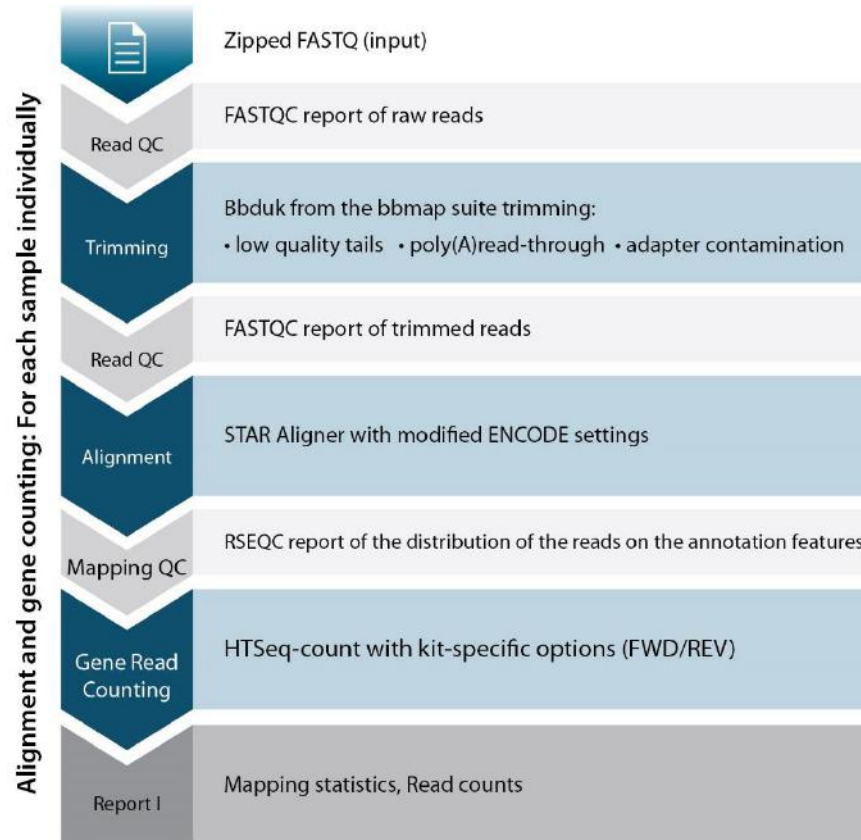 Alignment and gene counting: For each sample individually
Zipped FASTQ (input)
Read QC
FASTQC report of raw reads
Trimming
Bbduk from the bbmap suite trimming:
• low quality tails • poly(A)read-through • adapter contamination
Read QC
FASTQC report of trimmed reads
Alignment
STAR Aligner with modified ENCODE settings
Mapping QC
RSEQC report of the distribution of the reads on the annotation features
Gene Read
Counting
HTSeq-count with kit-specific options (FWD/REV)
Report I
Mapping statistics, Read counts